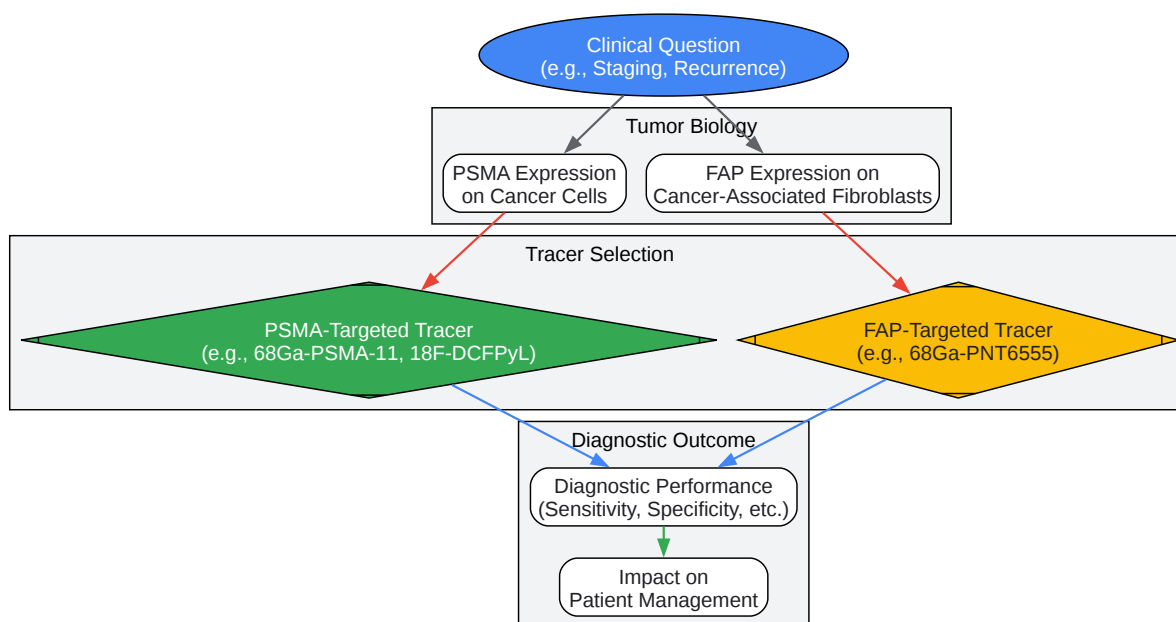 Clinical Question
(e.g., Staging, Recurrence)
Tumor Biology
PSMA Expression
on Cancer Cells
FAP Expression on
Cancer-Associated Fibroblasts
Tracer Selection
PSMA-Targeted Tracer
(e.g., 68Ga-PSMA-11, 18F-DCFPyL)
FAP-Targeted Tracer
(e.g., 68Ga-PNT6555)
Diagnostic Outcome
Diagnostic Performance
(Sensitivity, Specificity, etc.)
Impact on
Patient Management